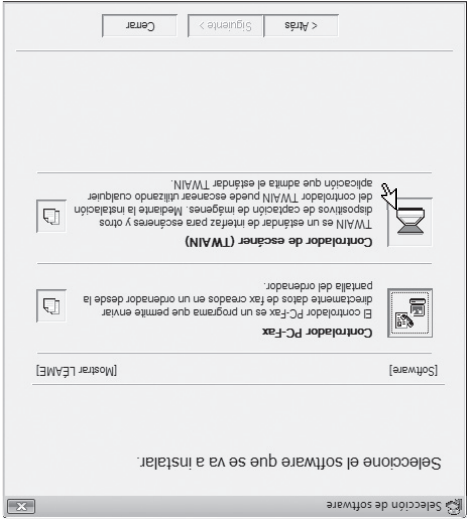 Selección de software
Seleccione el software que se va a instalar.
[Software] [Mostrar LÉAME]
Controlador PC-Fax
El controlador PC-Fax es un programa que permite enviar
directamente datos de fax creados en un ordenador desde la
pantalla del ordenador.
Controlador de escáner (TWAIN)
TWAIN es un estándar de interfaz para escáneres y otros
dispositivos de captación de imágenes. Mediante la instalación
del controlador TWAIN puede escanear utilizando cualquier
aplicación que admita el estándar TWAIN.
< Atrás Siguiente > Cerrar